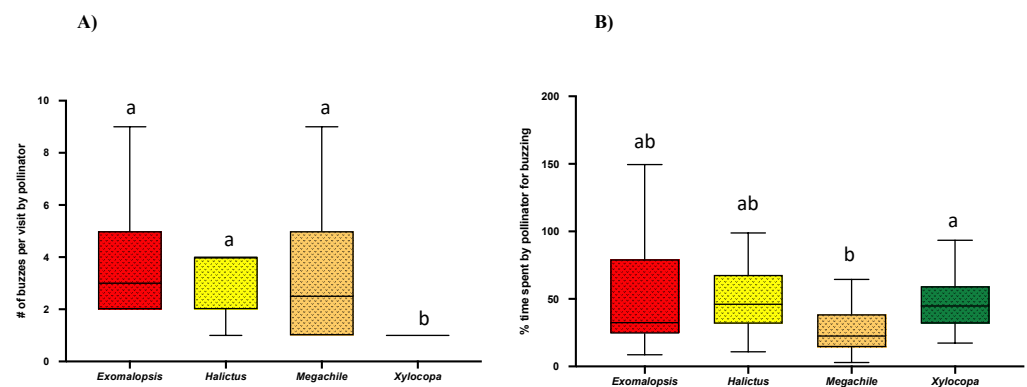 A)
# of buzzes per visit by pollinator
10
8
6
4
2
0
a
a
a
b
Exomalopsis Halictus Megachile Xylocopa
B)
% time spent by pollinator for buzzing
200
150
100
50
0
ab
ab
b
a
Exomalopsis Halictus Megachile Xylocopa